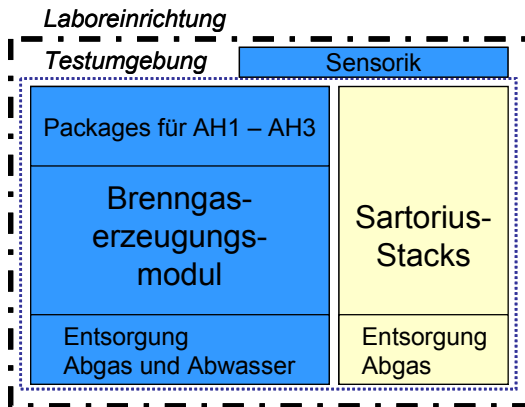 Laboreinrichtung
Testumgebung
Sensorik
Packages für AH1 – AH3
Brenngas-
erzeugungs-
modul
Entsorgung
Abgas und Abwasser
Sartorius-
Stacks
Entsorgung
Abgas